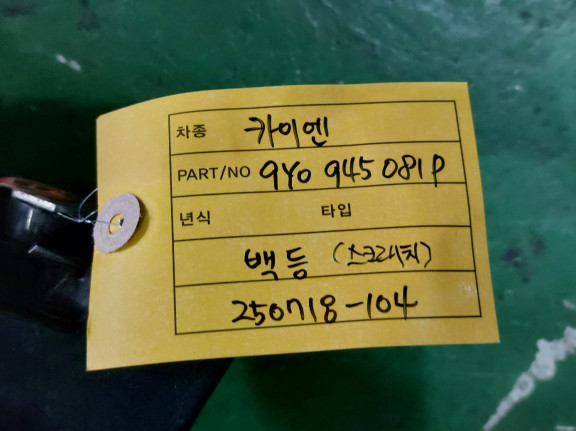 차종 카이엔
PART/NO 9Y0 945 081P
년식 타입
백등 (스크래치)
250718-104